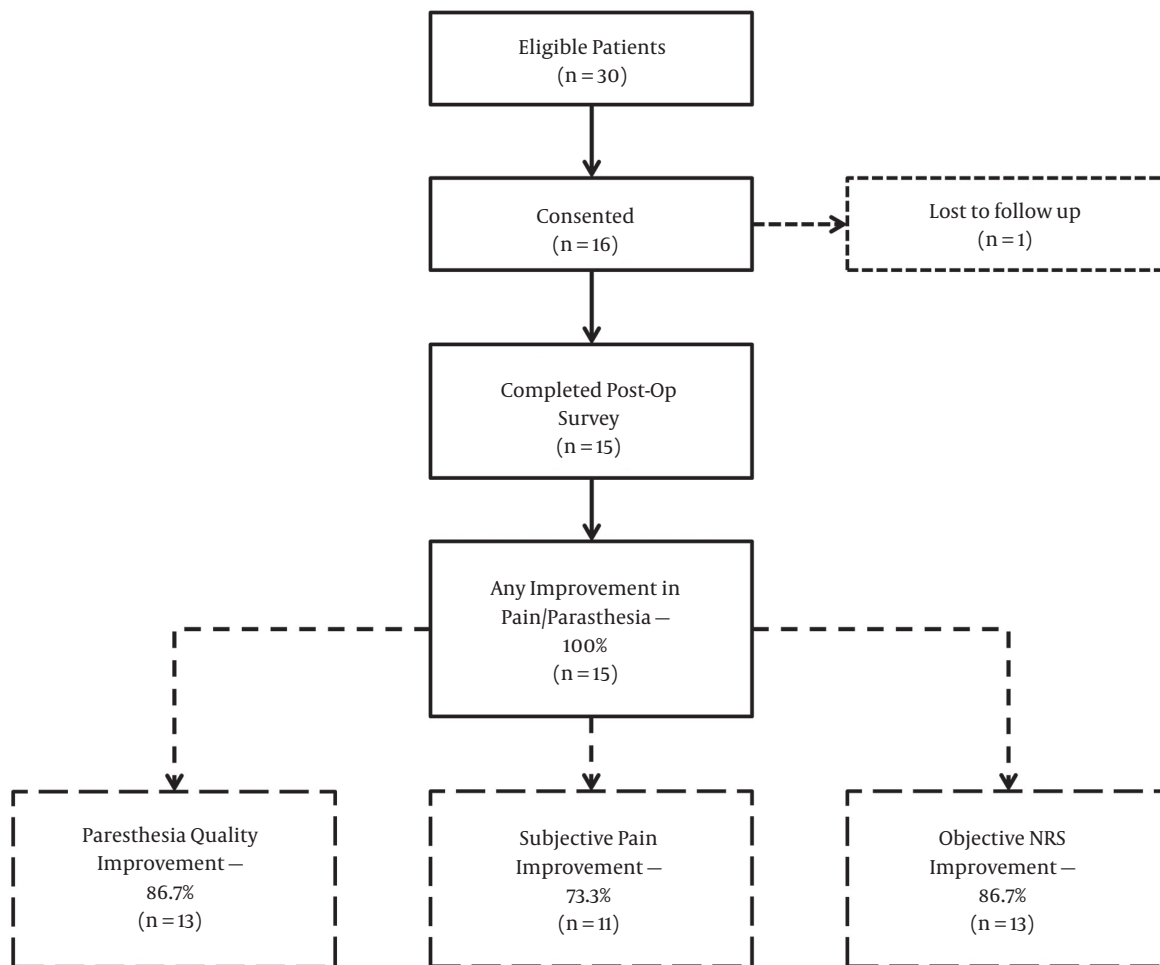 Eligible Patients
(n = 30)
Consented
(n = 16)
Lost to follow up
(n = 1)
Completed Post-Op
Survey
(n = 15)
Any Improvement in
Pain/Parasthesia —
100%
(n = 15)
Paresthesia Quality
Improvement —
86.7%
(n = 13)
Subjective Pain
Improvement —
73.3%
(n = 11)
Objective NRS
Improvement —
86.7%
(n = 13)